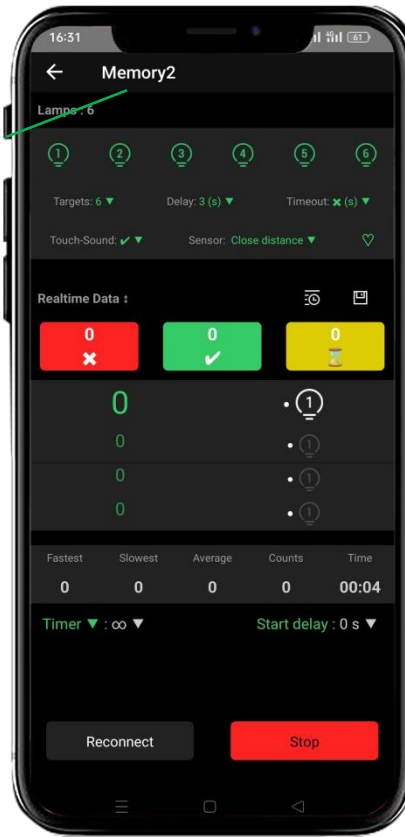 16:31 4G 61
Memory2
Lamps : 6
1 2 3 4 5 6
Targets: 6 ▼ Delay: 3 (s) ▼ Timeout: ✖ (s) ▼
Touch-Sound: ✔ ▼ Sensor: Close distance ▼
Realtime Data ↕
0 0 0
✖ ✔ ⌛
0 • 1
0 • 1
0 • 1
0 • 1
Fastest Slowest Average Counts Time
0 0 0 0 00:04
Timer ▼ : ∞ ▼ Start delay : 0 s ▼
Reconnect Stop